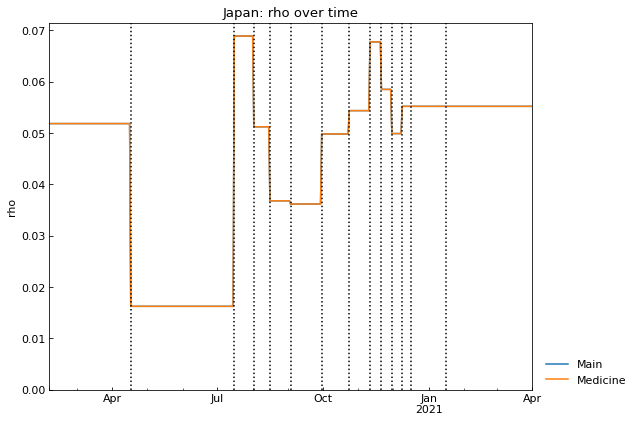 Japan: rho over time
0.07
0.06
0.05
0.04
0.03
0.02
0.01
0.00
rho
Apr
Jul
Oct
Jan
2021
Apr
Main
Medicine